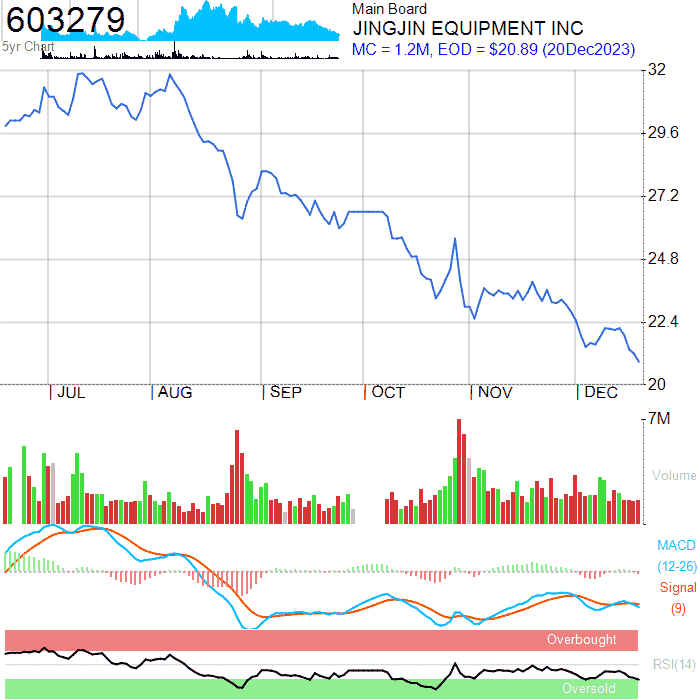 603279
5yr Chart
Main Board
JINGJIN EQUIPMENT INC
MC = 1.2M, EOD = $20.89 (20Dec2023)
32
29.6
27.2
24.8
22.4
20
JUL AUG SEP OCT NOV DEC
7M
Volume
MACD
(12-26)
Signal
(9)
Overbought
RSI(14)
Oversold